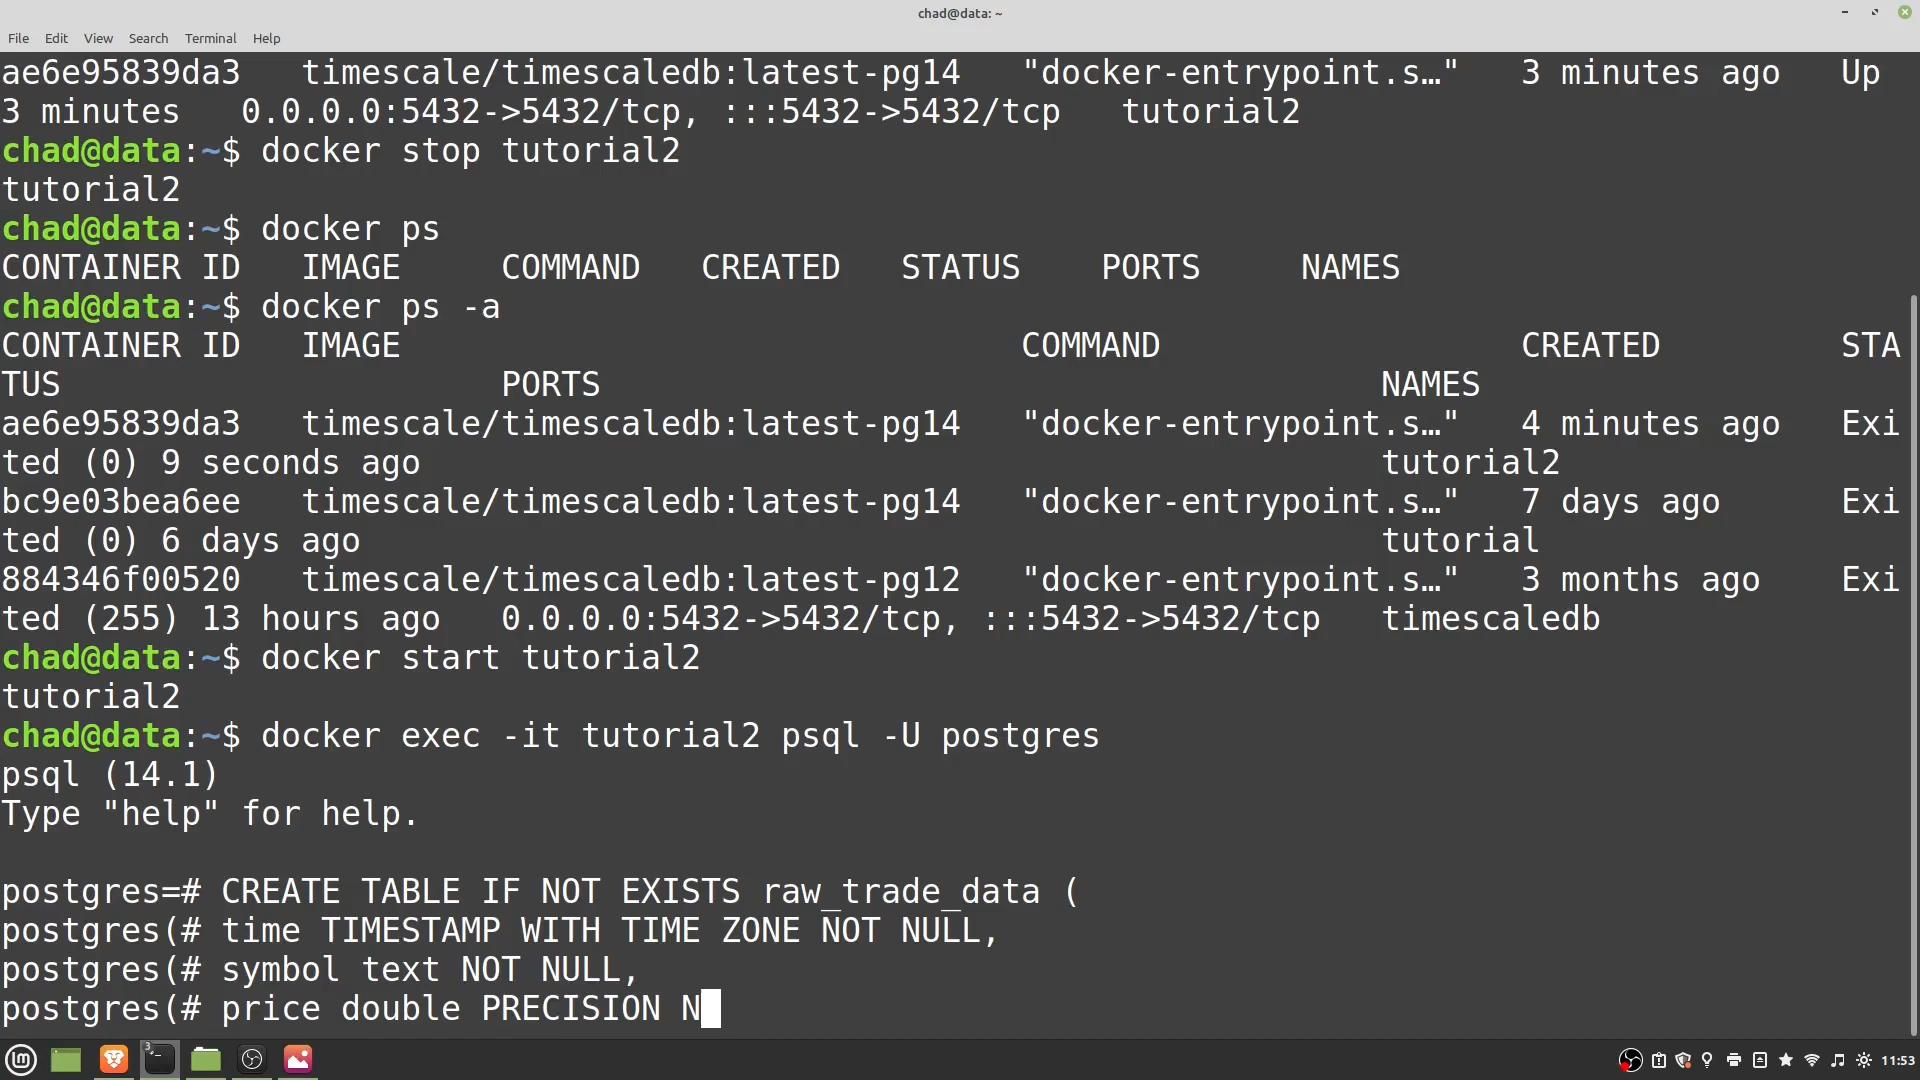 chad@data: ~
File Edit View Search Terminal Help
ae6e95839da3   timescale/timescaledb:latest-pg14   "docker-entrypoint.s…"   3 minutes ago   Up
3 minutes   0.0.0.0:5432->5432/tcp, :::5432->5432/tcp   tutorial2
chad@data:~$ docker stop tutorial2
tutorial2
chad@data:~$ docker ps
CONTAINER ID   IMAGE     COMMAND   CREATED   STATUS    PORTS     NAMES
chad@data:~$ docker ps -a
CONTAINER ID   IMAGE                               COMMAND                  CREATED         STA
TUS                      PORTS                                       NAMES
ae6e95839da3   timescale/timescaledb:latest-pg14   "docker-entrypoint.s…"   4 minutes ago   Exi
ted (0) 9 seconds ago                                                tutorial2
bc9e03bea6ee   timescale/timescaledb:latest-pg14   "docker-entrypoint.s…"   7 days ago      Exi
ted (0) 6 days ago                                                   tutorial
884346f00520   timescale/timescaledb:latest-pg12   "docker-entrypoint.s…"   3 months ago    Exi
ted (255) 13 hours ago   0.0.0.0:5432->5432/tcp, :::5432->5432/tcp   timescaledb
chad@data:~$ docker start tutorial2
tutorial2
chad@data:~$ docker exec -it tutorial2 psql -U postgres
psql (14.1)
Type "help" for help.
postgres=# CREATE TABLE IF NOT EXISTS raw_trade_data (
postgres(# time TIMESTAMP WITH TIME ZONE NOT NULL,
postgres(# symbol text NOT NULL,
postgres(# price double PRECISION N
3
11:53